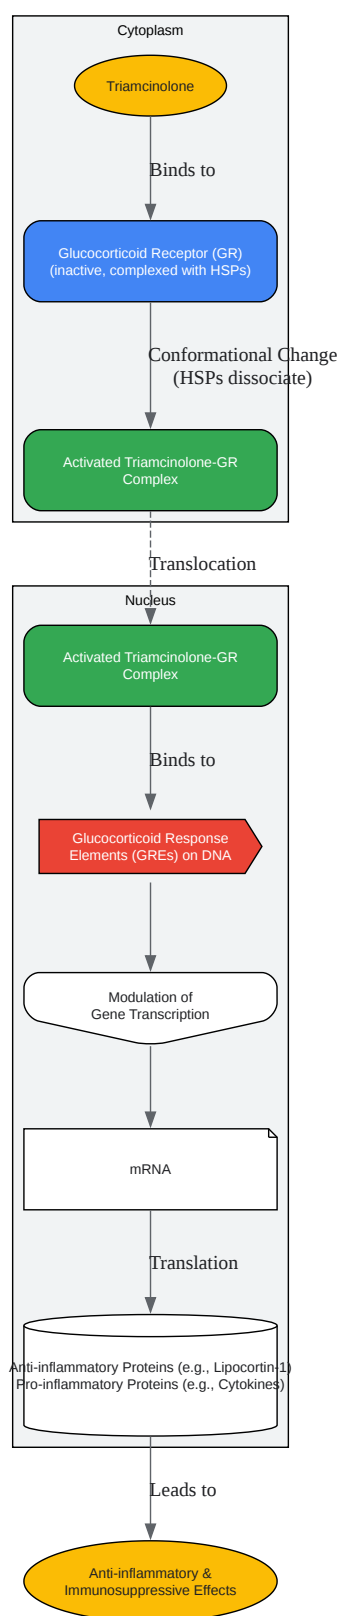 Cytoplasm
Triamcinolone
Binds to
Glucocorticoid Receptor (GR)
(inactive, complexed with HSPs)
Conformational Change
(HSPs dissociate)
Activated Triamcinolone-GR
Complex
Translocation
Nucleus
Activated Triamcinolone-GR
Complex
Binds to
Glucocorticoid Response
Elements (GREs) on DNA
Modulation of
Gene Transcription
mRNA
Translation
Anti-inflammatory Proteins (e.g., Lipocortin-1)
Pro-inflammatory Proteins (e.g., Cytokines)
Leads to
Anti-inflammatory &
Immunosuppressive Effects